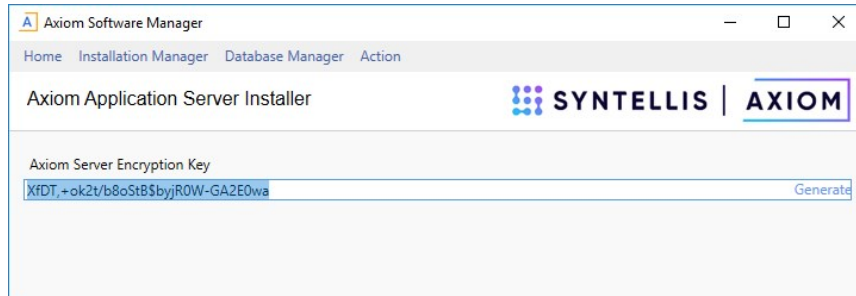 A Axiom Software Manager
Home Installation Manager Database Manager Action
Axiom Application Server Installer
SYNTELLIS | AXIOM
Axiom Server Encryption Key
XfDT,+ok2t/b8oStB$byjR0W-GA2E0wa
Generate